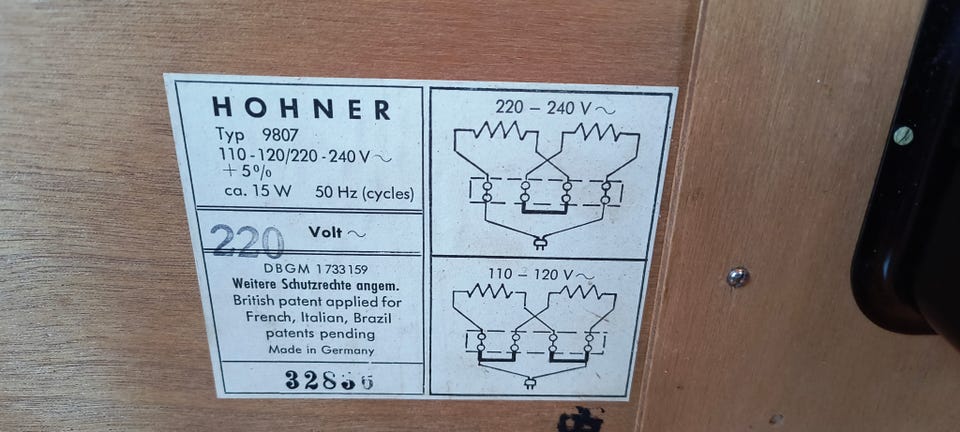 HOHNER
Typ 9807
110-120/220-240 V ~
+ 5%
ca. 15 W 50 Hz (cycles)
220 Volt ~
DBGM 1733159
Weitere Schutzrechte angem.
British patent applied for
French, Italian, Brazil
patents pending
Made in Germany
220 – 240 V ~
110 – 120 V ~